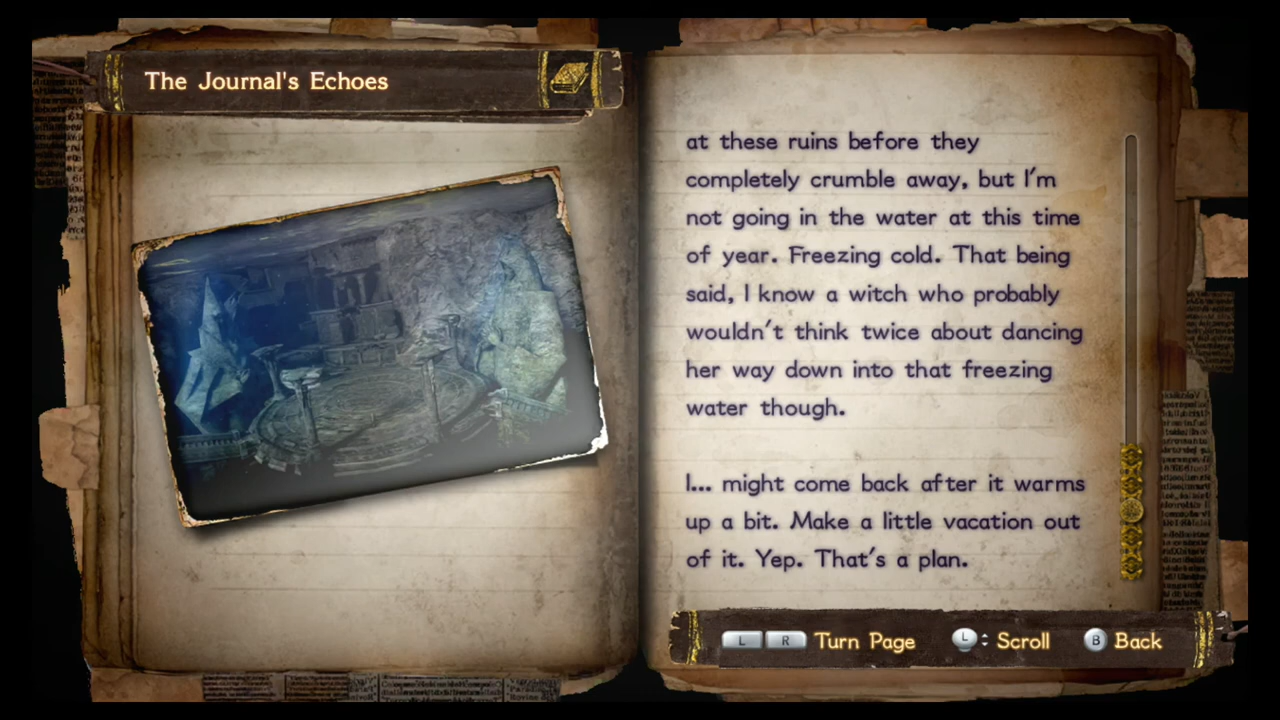 The Journal's Echoes
at these ruins before they
completely crumble away, but I'm
not going in the water at this time
of year. Freezing cold. That being
said, I know a witch who probably
wouldn't think twice about dancing
her way down into that freezing
water though.
I... might come back after it warms
up a bit. Make a little vacation out
of it. Yep. That's a plan.
L R Turn Page L : Scroll B Back